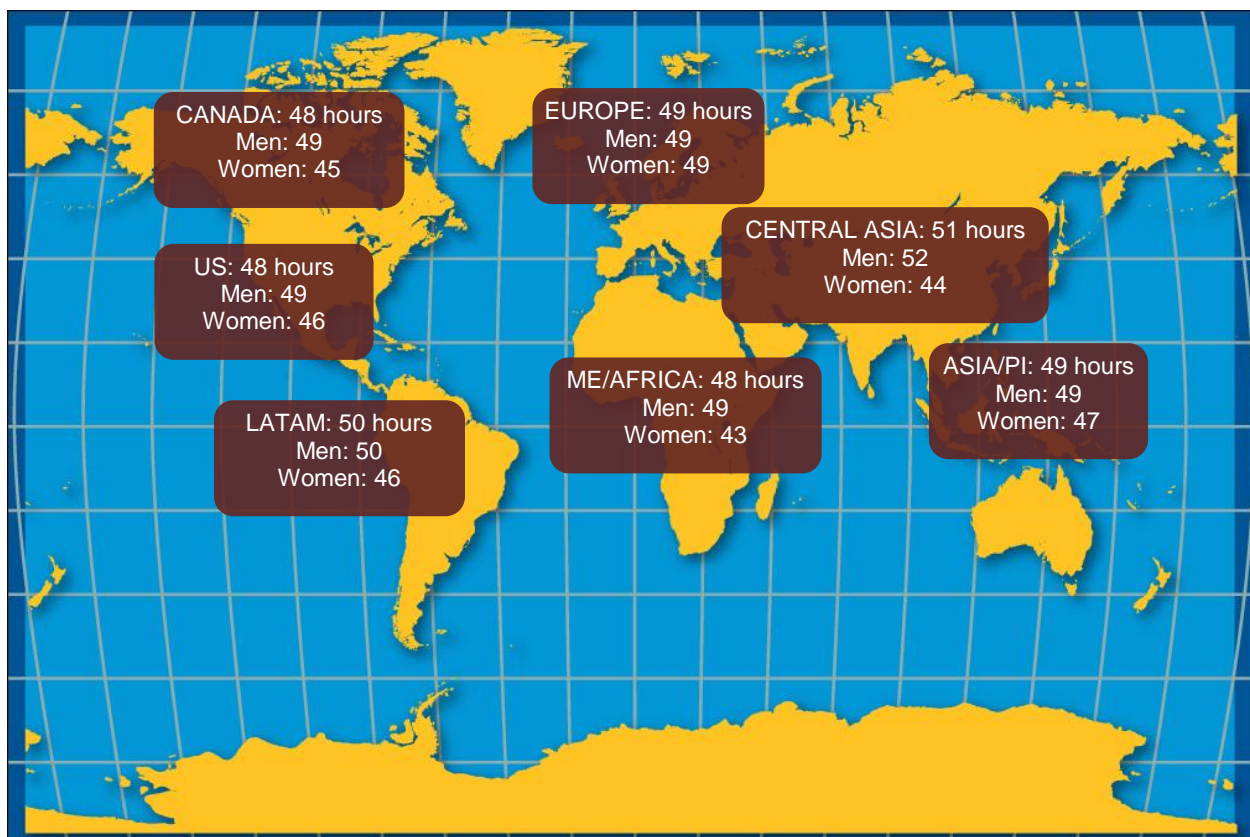 CANADA: 48 hours
Men: 49
Women: 45
EUROPE: 49 hours
Men: 49
Women: 49
CENTRAL ASIA: 51 hours
Men: 52
Women: 44
US: 48 hours
Men: 49
Women: 46
ME/AFRICA: 48 hours
Men: 49
Women: 43
ASIA/PI: 49 hours
Men: 49
Women: 47
LATAM: 50 hours
Men: 50
Women: 46